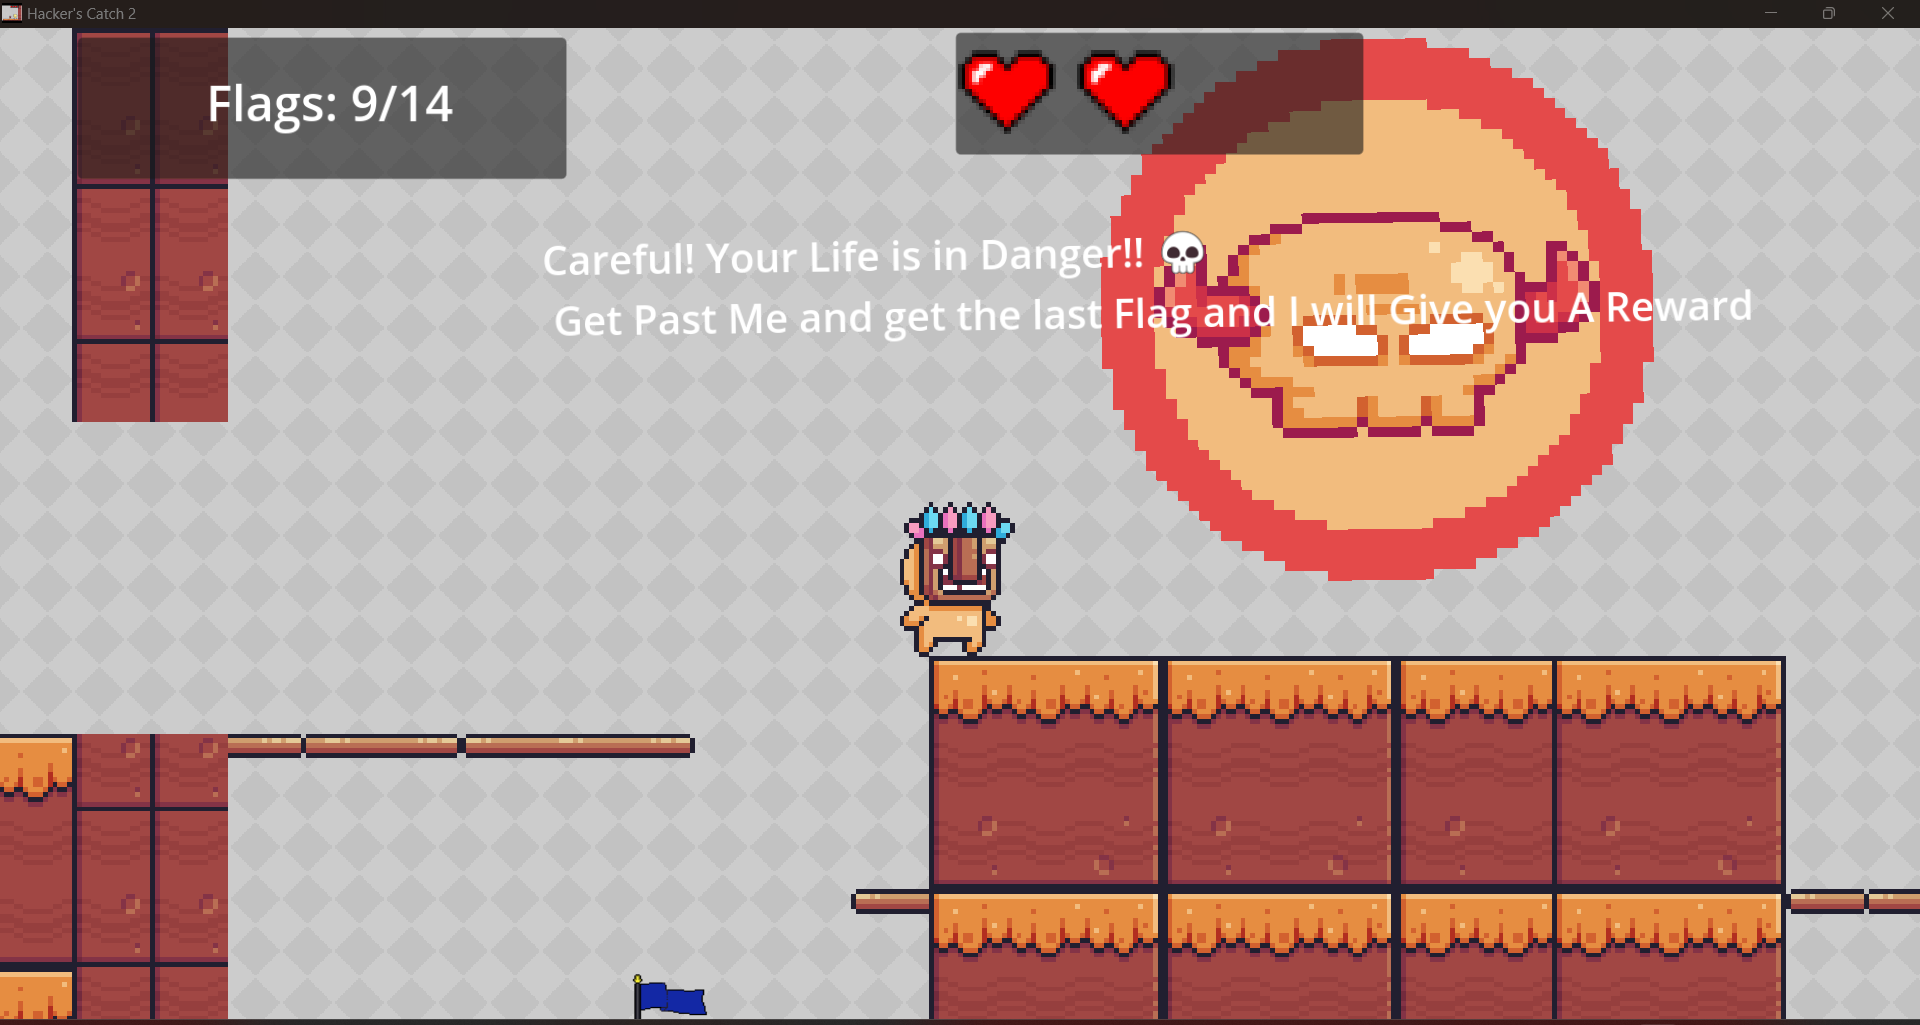 Hacker's Catch 2
Flags: 9/14
Careful! Your Life is in Danger!! 💀
Get Past Me and get the last Flag and I will Give you A Reward